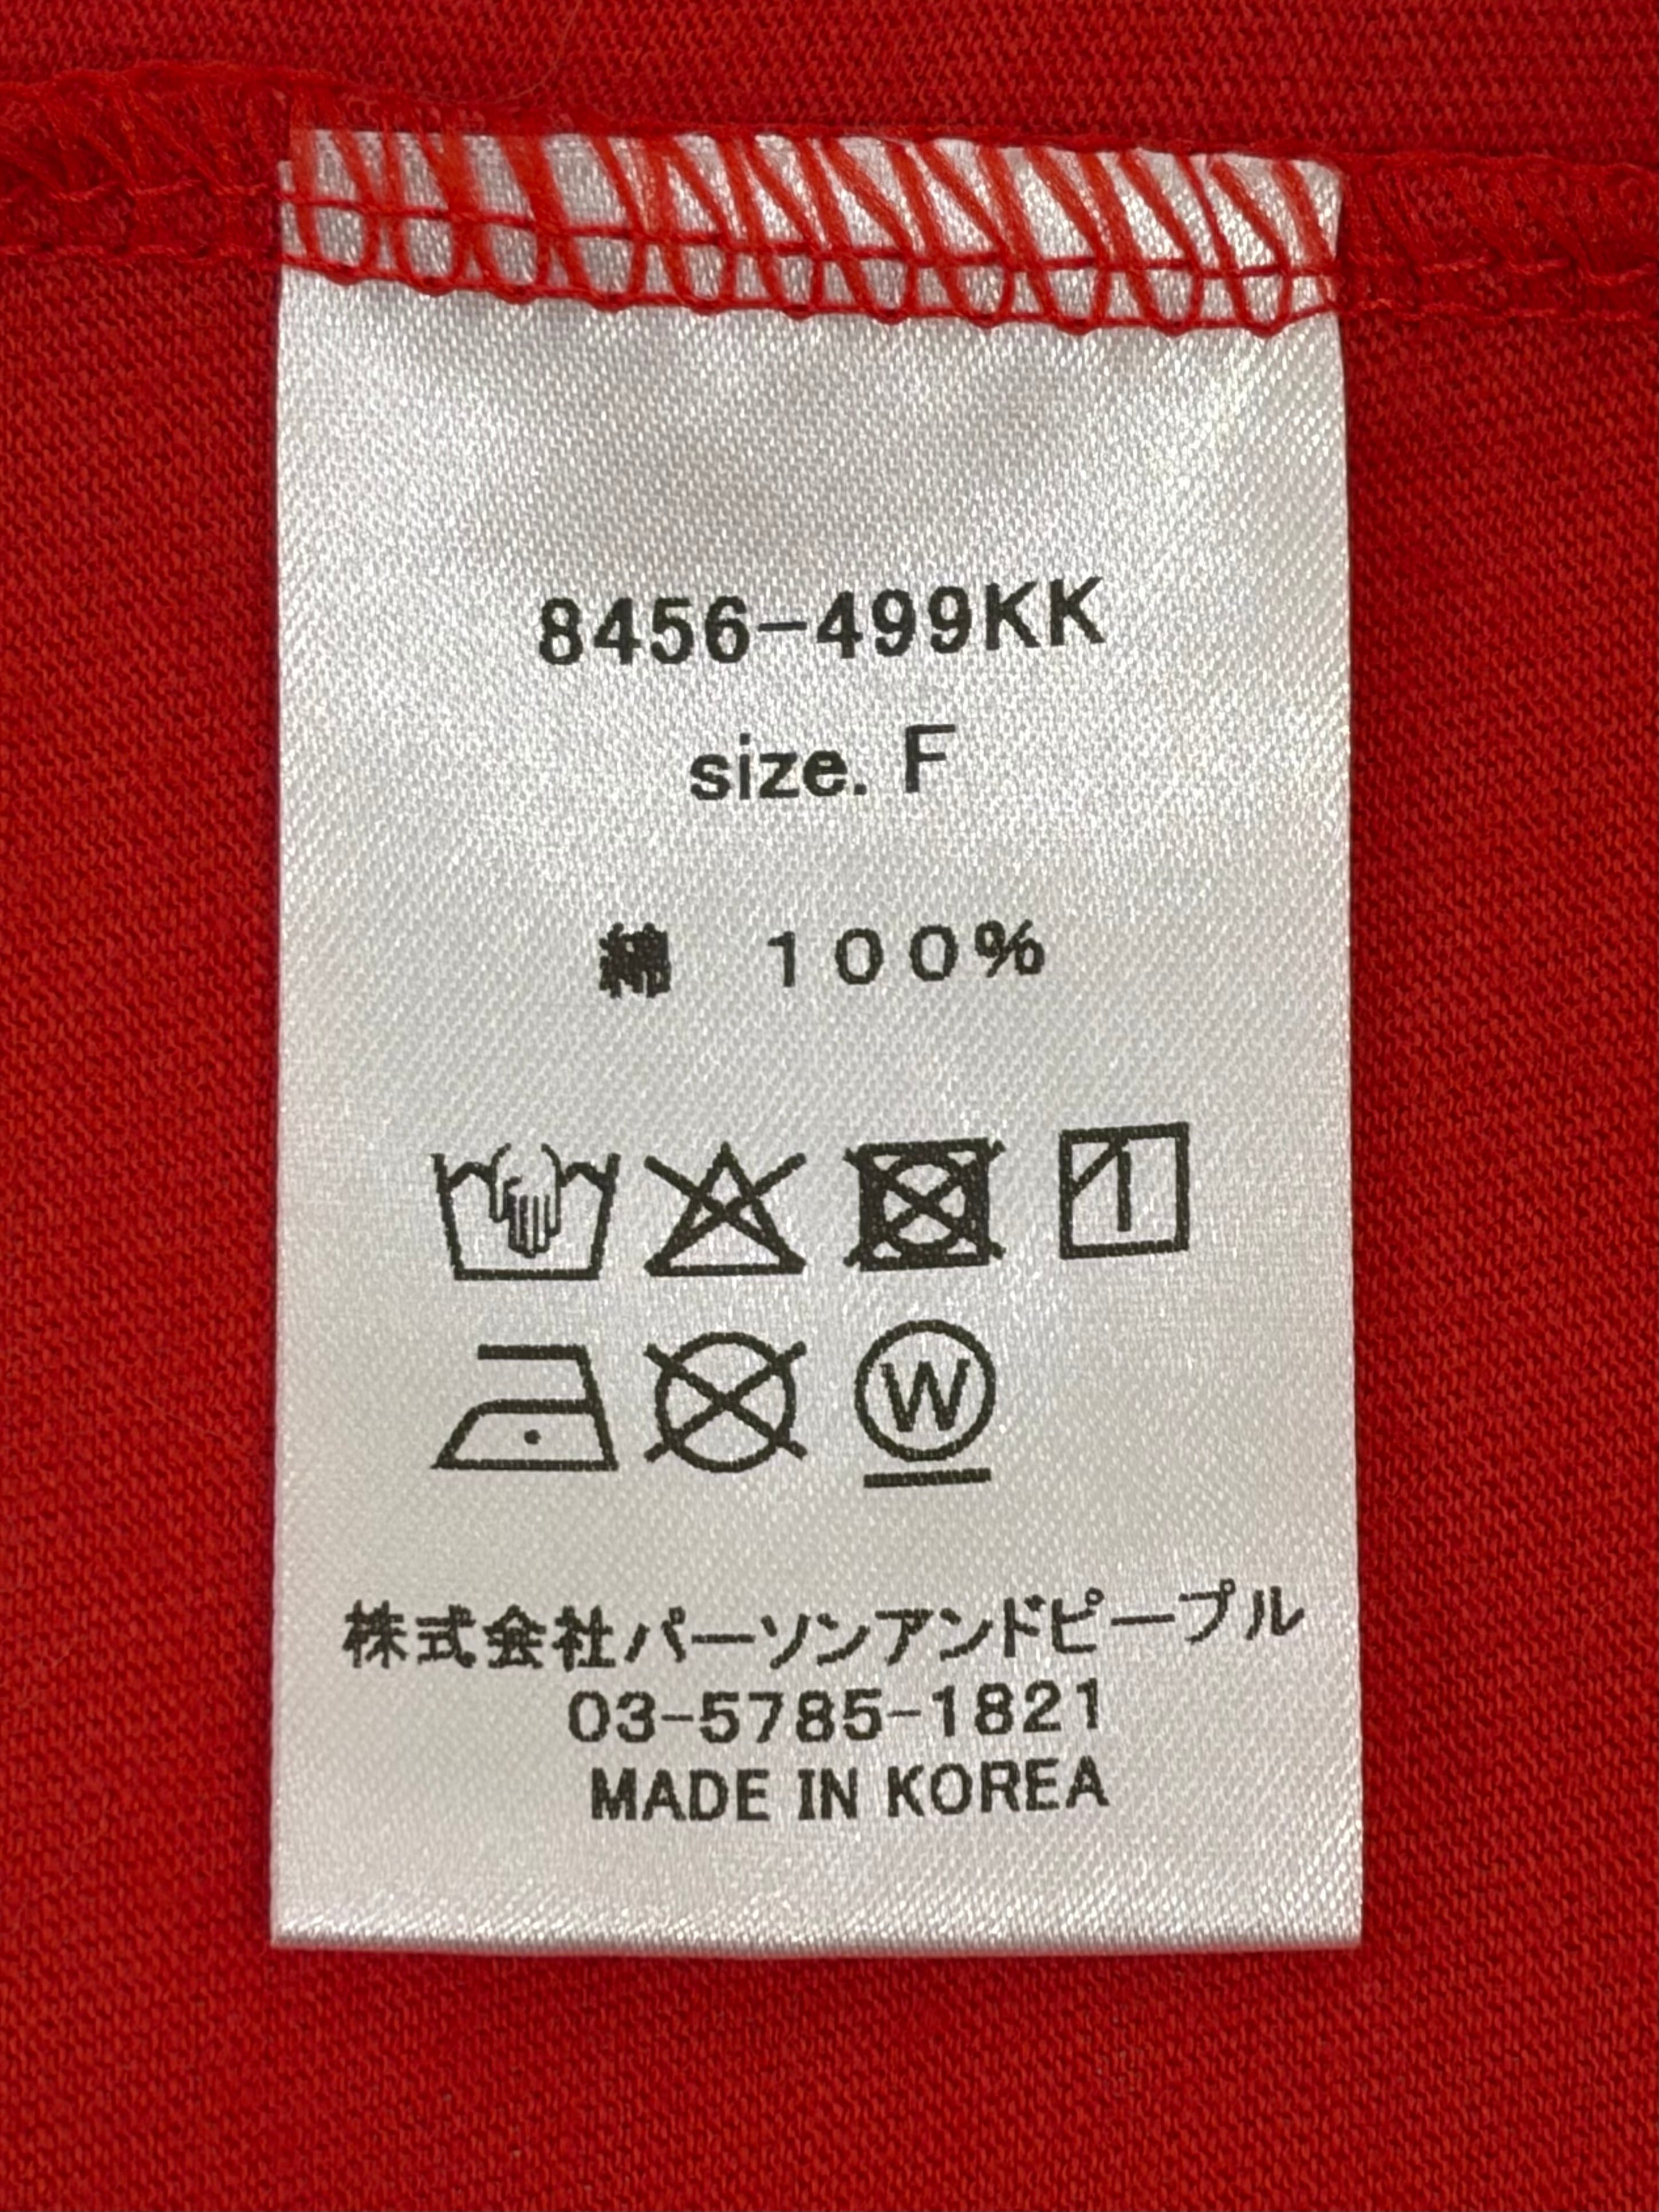 8456-499KK
size. F
綿 100%
W
株式会社パーソンアンドピープル
03-5785-1821
MADE IN KOREA